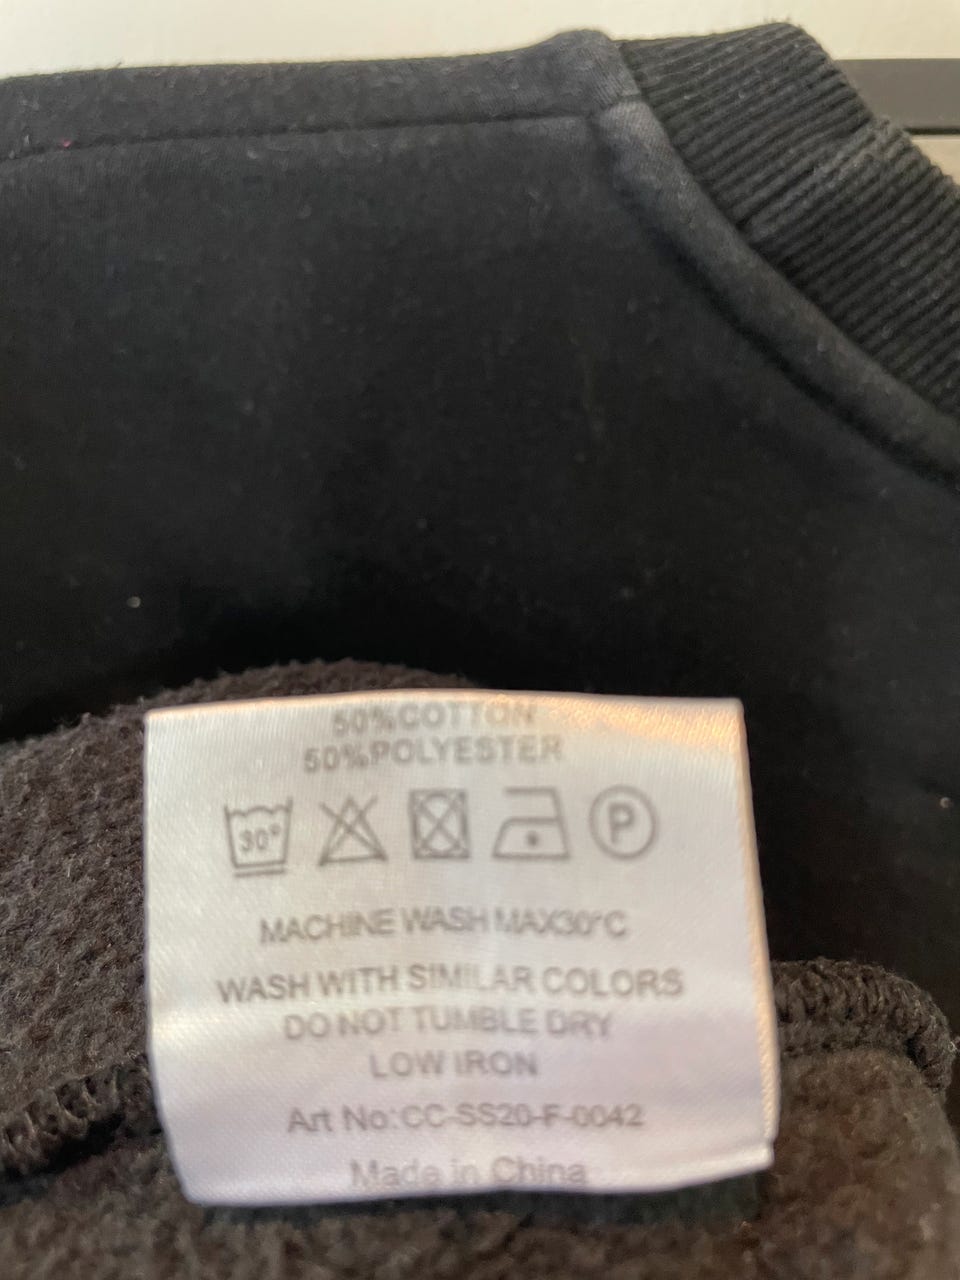 50%COTTON
50%POLYESTER
30° P
MACHINE WASH MAX30°C
WASH WITH SIMILAR COLORS
DO NOT TUMBLE DRY
LOW IRON
Art No:CC-SS20-F-0042
Made in China